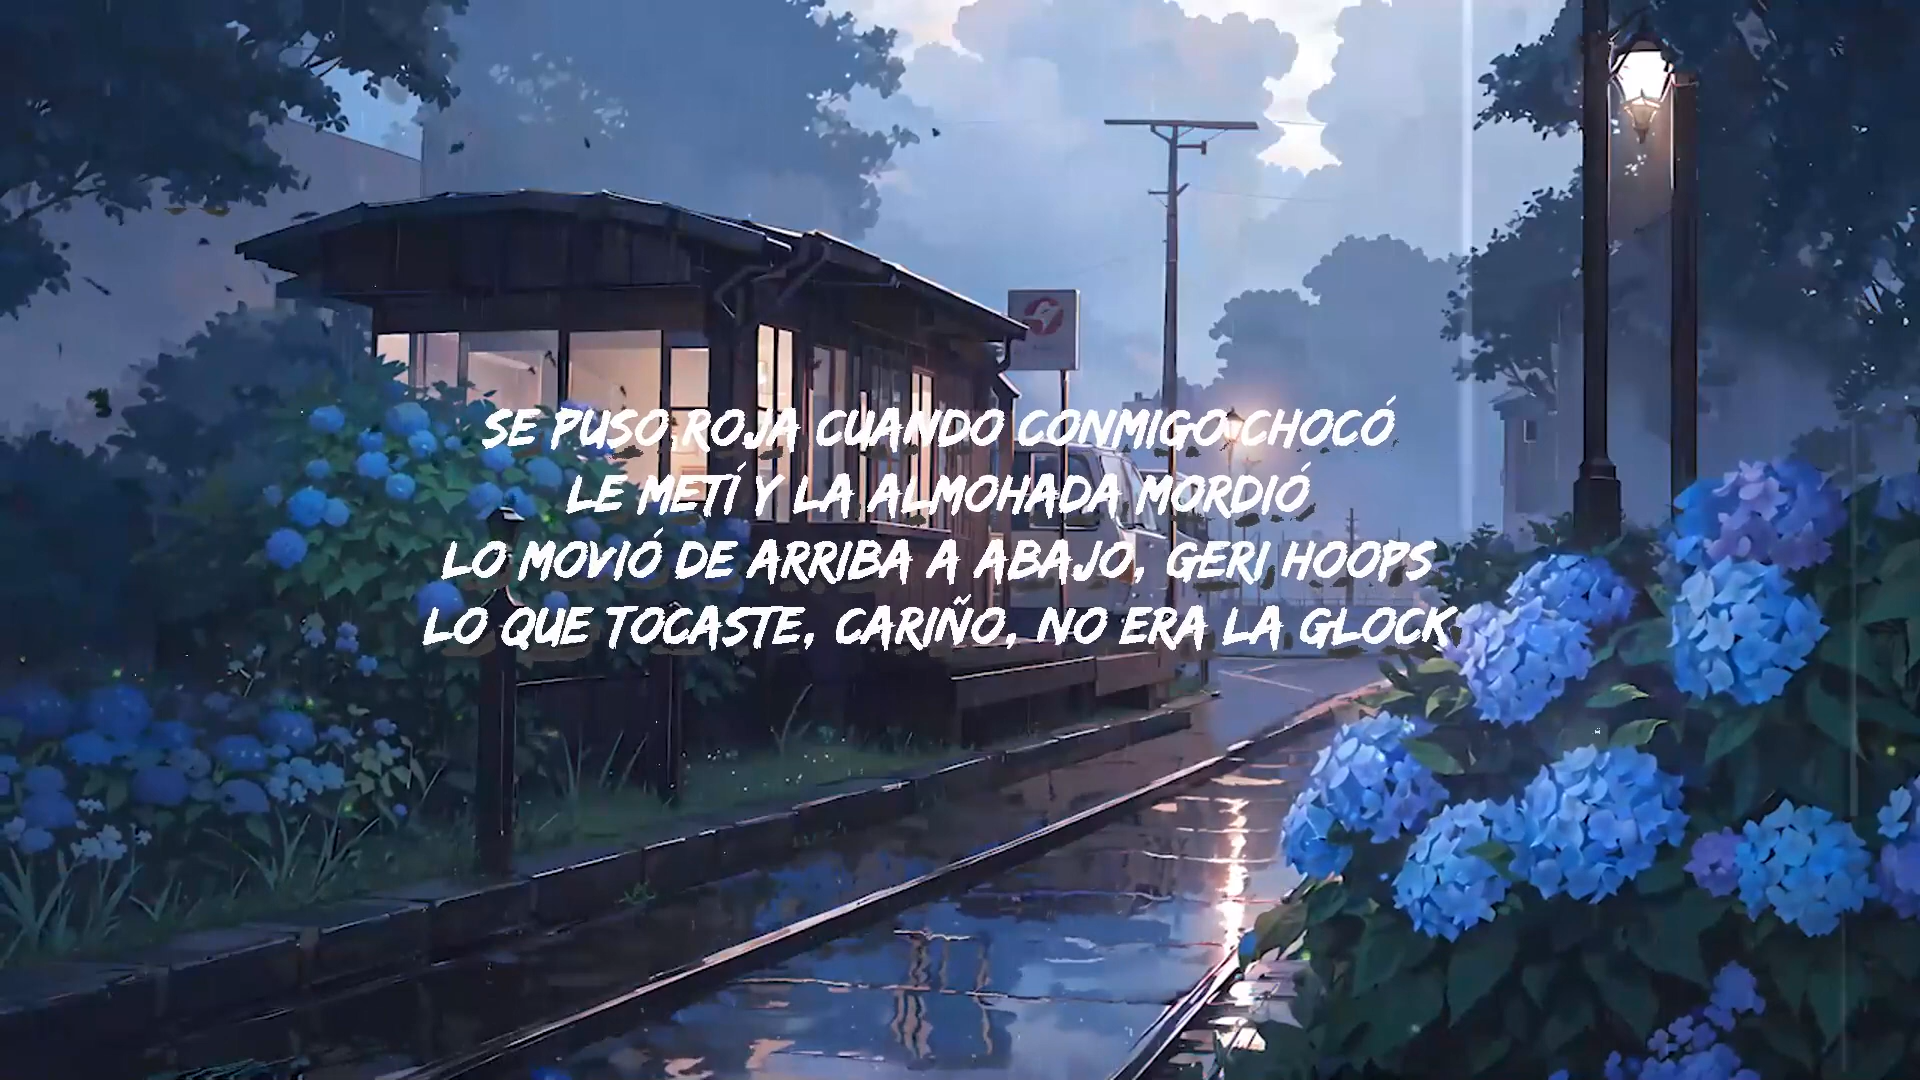 SE PUSO ROJA CUANDO CONMIGO CHOCÓ
LE METÍ Y LA ALMOHADA MORDIÓ
LO MOVIÓ DE ARRIBA A ABAJO, GERI HOOPS
LO QUE TOCASTE, CARIÑO, NO ERA LA GLOCK